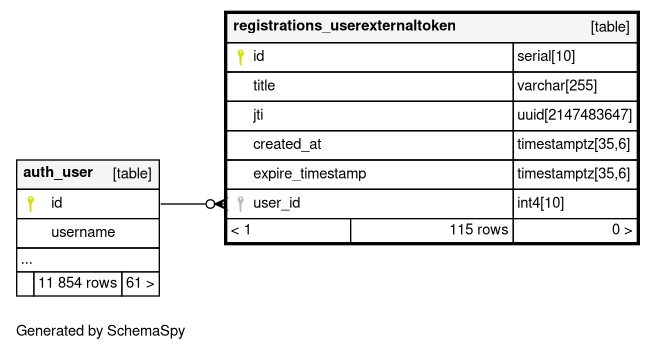 registrations_userexternaltoken [table]
id serial[10]
title varchar[255]
jti uuid[2147483647]
created_at timestamptz[35,6]
expire_timestamp timestamptz[35,6]
user_id int4[10]
< 1 115 rows 0 >
auth_user [table]
id
username
...
11 854 rows 61 >
Generated by SchemaSpy